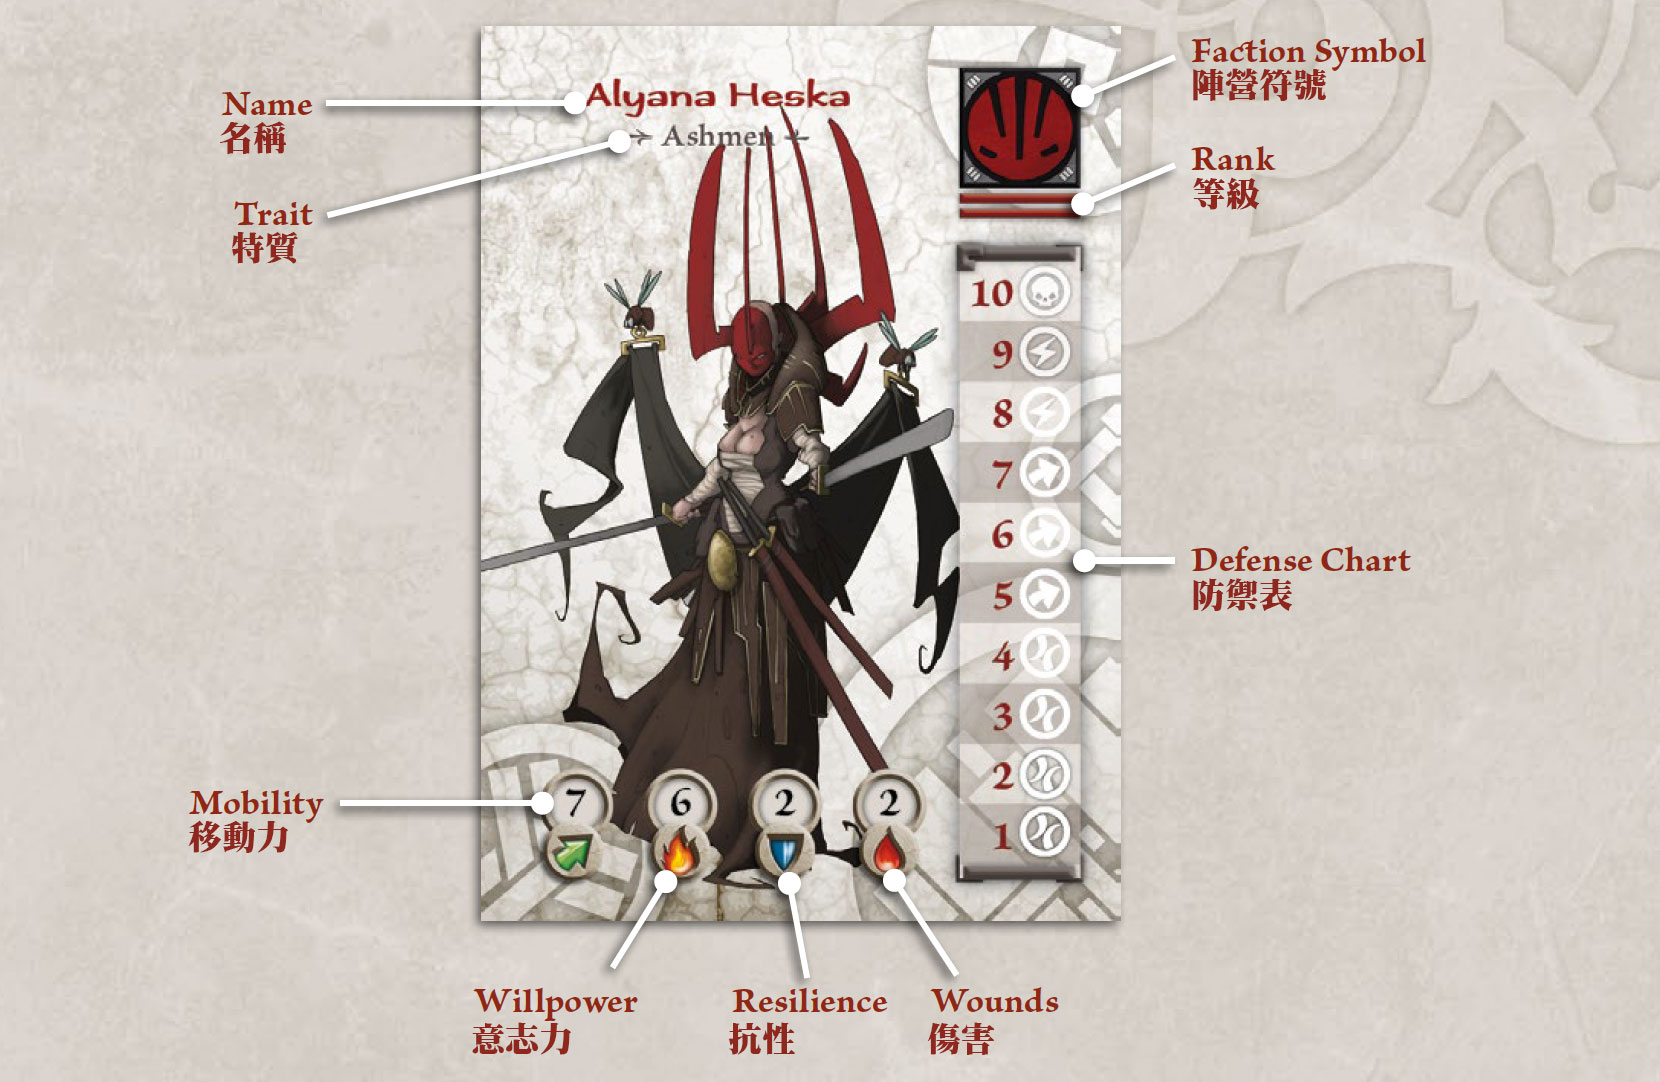 Alyana Heska
Ashmen
Name
名稱
Trait
特質
Faction Symbol
陣營符號
Rank
等級
10
9
8
7
6
5
4
3
2
1
Defense Chart
防禦表
Mobility
移動力
7 6 2 2
Willpower
意志力
Resilience
抗性
Wounds
傷害